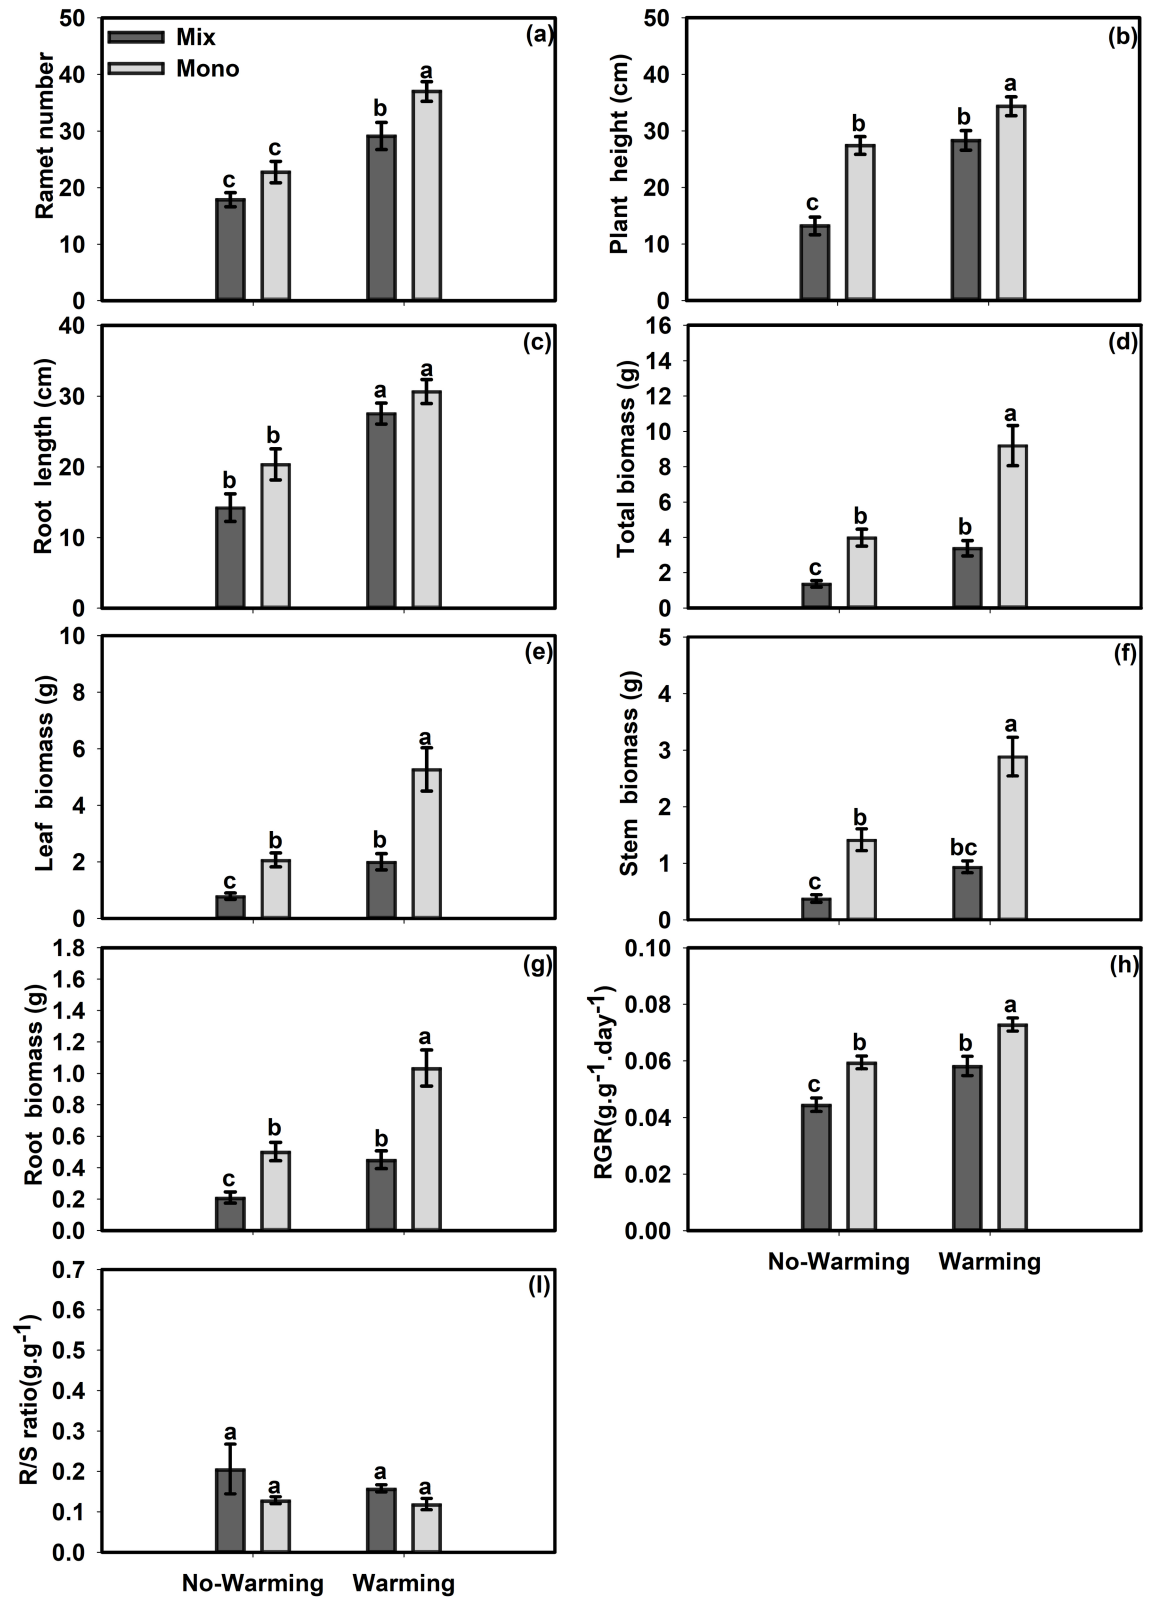 50
40
30
20
10
0
Ramet number
Mix
Mono
(a)
c
c
b
a
50
40
30
20
10
0
Plant height (cm)
(b)
c
b
b
a
40
30
20
10
0
Root length (cm)
(c)
b
b
a
a
16
14
12
10
8
6
4
2
0
Total biomass (g)
(d)
c
b
b
a
10
8
6
4
2
0
Leaf biomass (g)
(e)
c
b
b
a
5
4
3
2
1
0
Stem biomass (g)
(f)
c
b
bc
a
1.8
1.6
1.4
1.2
1.0
0.8
0.6
0.4
0.2
0.0
Root biomass (g)
(g)
c
b
b
a
0.10
0.08
0.06
0.04
0.02
0.00
RGR(g.g⁻¹.day⁻¹)
(h)
c
b
b
a
No-Warming Warming
0.7
0.6
0.5
0.4
0.3
0.2
0.1
0.0
R/S ratio(g.g⁻¹)
(I)
a
a
a
a
No-Warming Warming